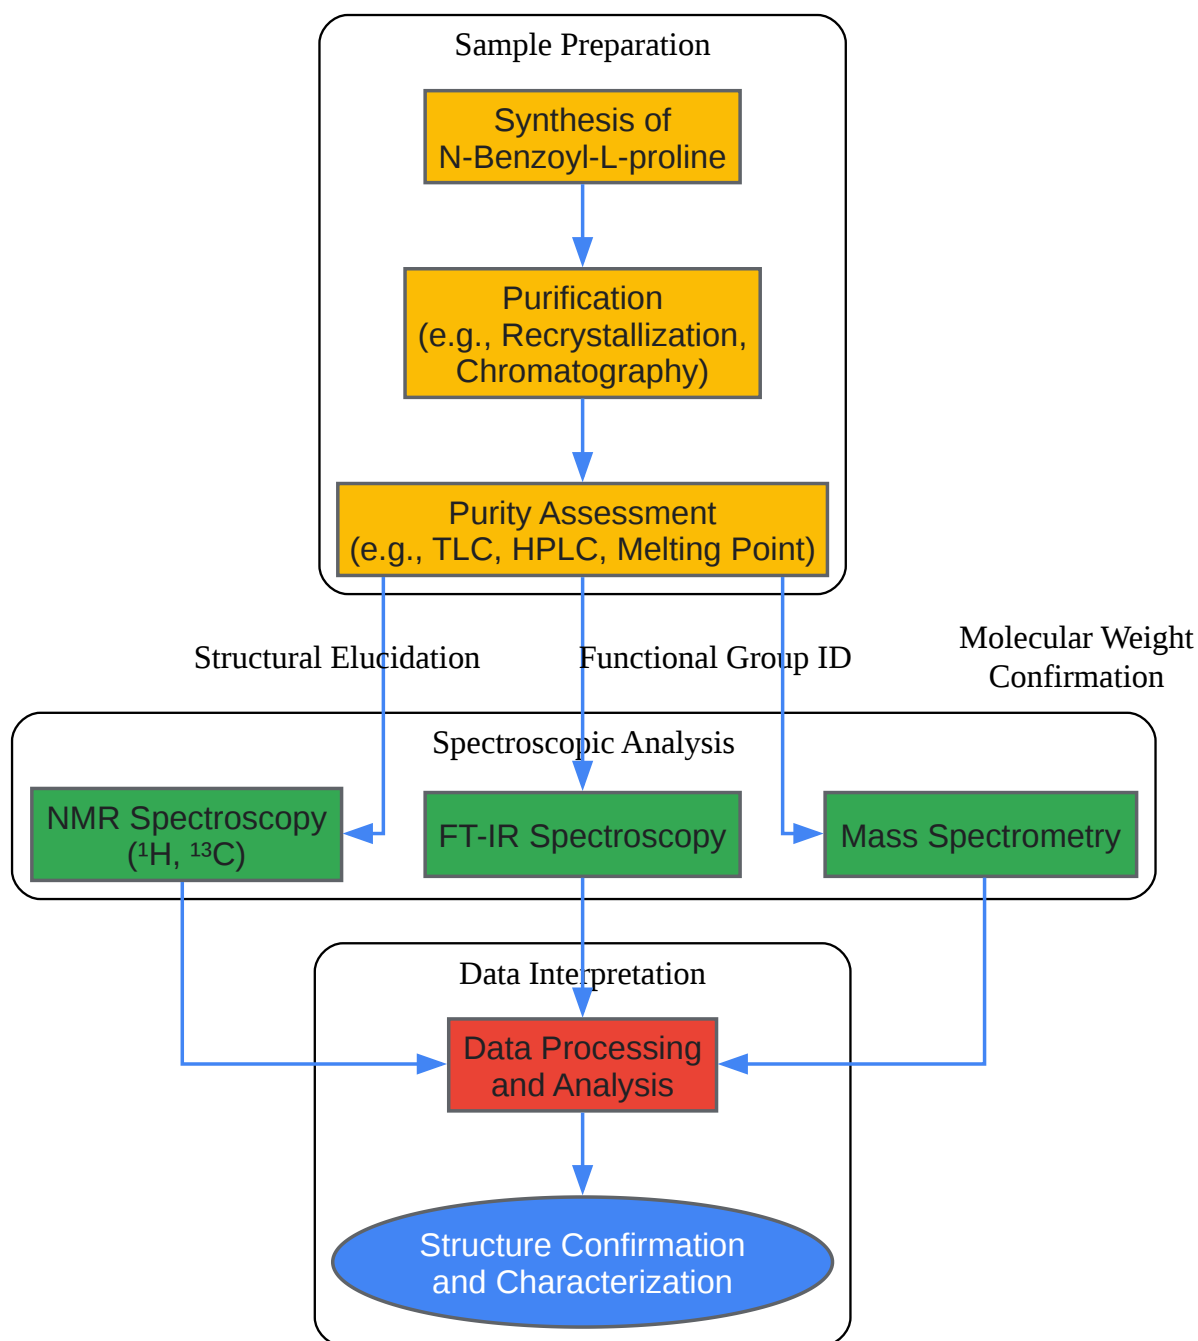 Sample Preparation
Synthesis of
N-Benzoyl-L-proline
Purification
(e.g., Recrystallization,
Chromatography)
Purity Assessment
(e.g., TLC, HPLC, Melting Point)
Structural Elucidation
Functional Group ID
Molecular Weight
Confirmation
Spectroscopic Analysis
NMR Spectroscopy
(¹H, ¹³C)
FT-IR Spectroscopy
Mass Spectrometry
Data Interpretation
Data Processing
and Analysis
Structure Confirmation
and Characterization